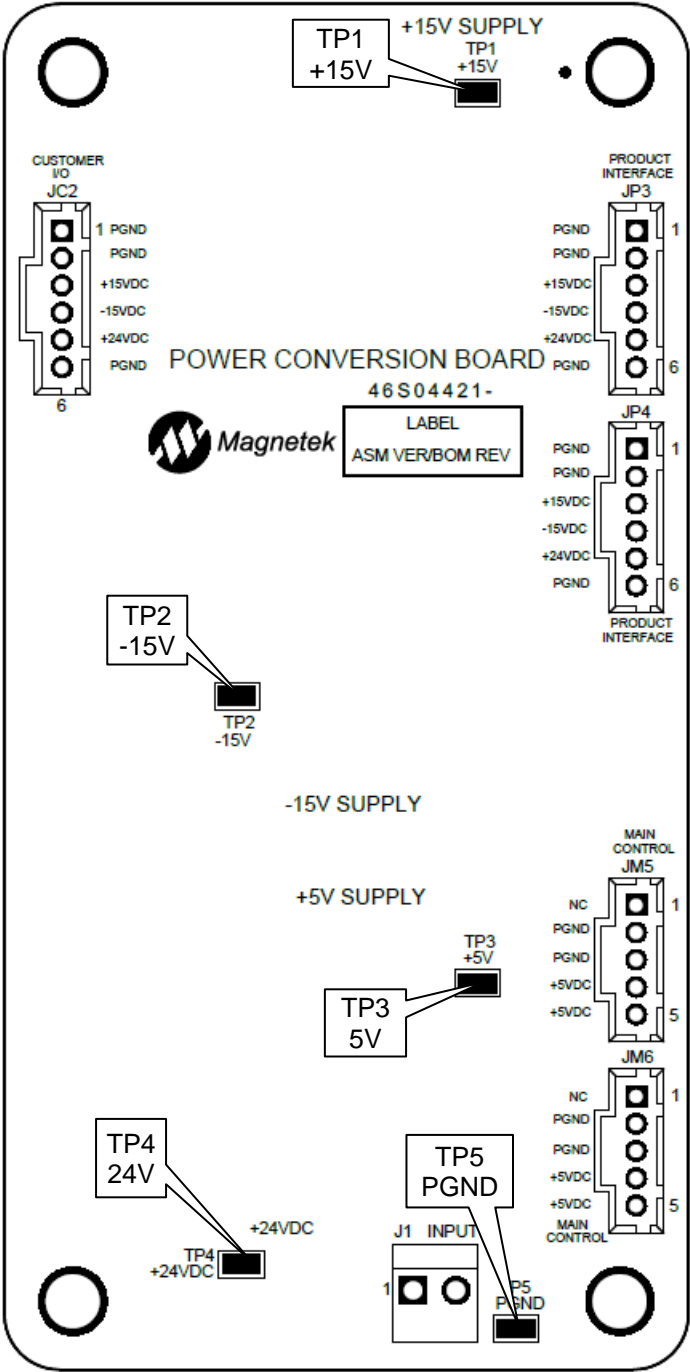 +15V SUPPLY
TP1
+15V
TP1
+15V
CUSTOMER
I/O
JC2
1 PGND
PGND
+15VDC
-15VDC
+24VDC
PGND
6
PRODUCT
INTERFACE
JP3
PGND 1
PGND
+15VDC
-15VDC
+24VDC
PGND 6
POWER CONVERSION BOARD
46S04421-
Magnetek
LABEL
ASM VER/BOM REV
JP4
PGND 1
PGND
+15VDC
-15VDC
+24VDC
PGND 6
PRODUCT
INTERFACE
TP2
-15V
TP2
-15V
-15V SUPPLY
+5V SUPPLY
TP3
+5V
TP3
5V
MAIN
CONTROL
JM5
NC 1
PGND
PGND
+5VDC
+5VDC 5
JM6
NC 1
PGND
PGND
+5VDC
+5VDC 5
MAIN
CONTROL
TP4
24V
+24VDC
TP4
+24VDC
TP5
PGND
J1 INPUT
1
P5
PGND